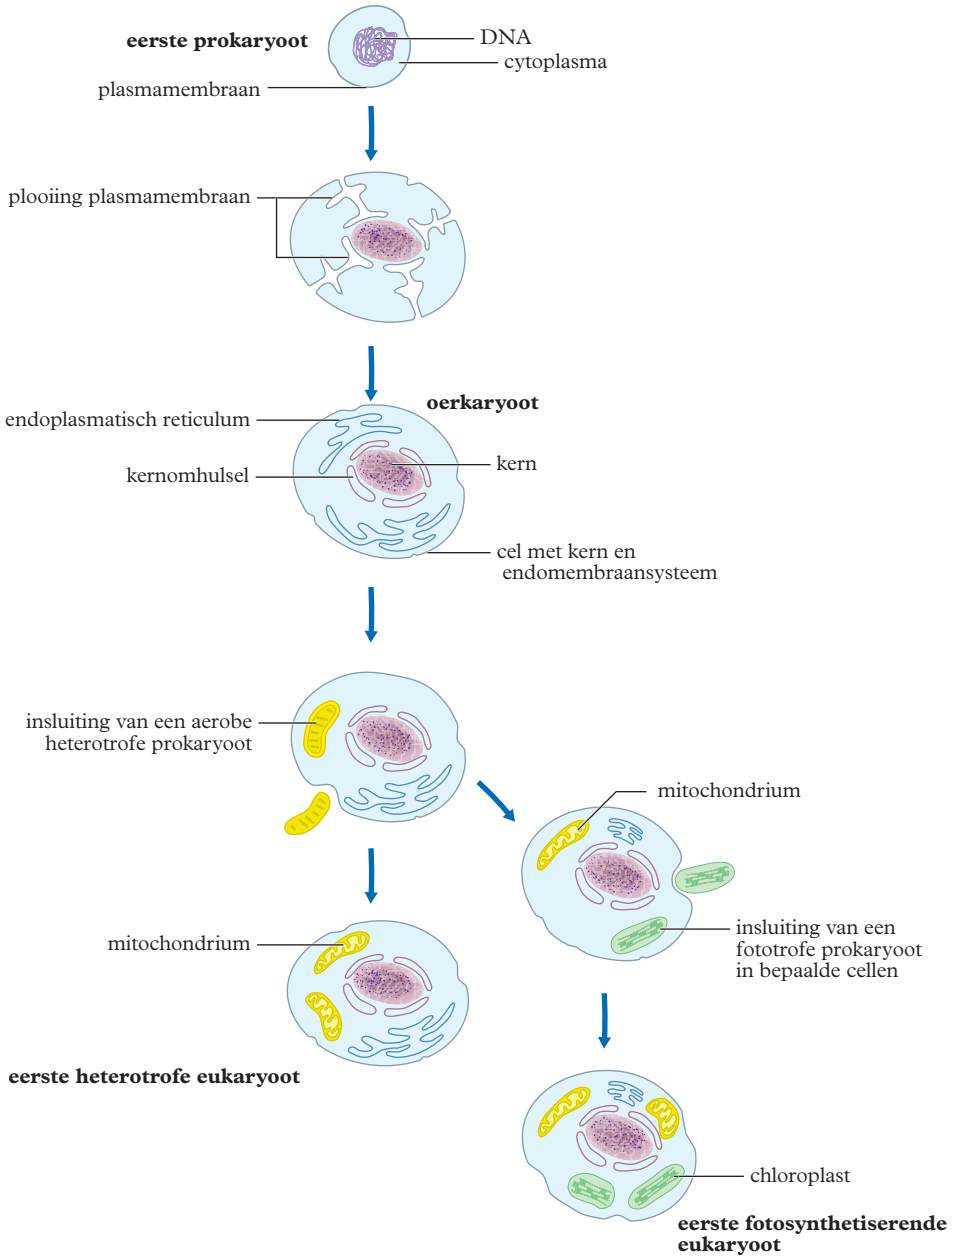 eerste prokaryoot
DNA
cytoplasma
plasmamembraan
plooiing plasmamembraan
oerkaryoot
endoplasmatisch reticulum
kern
kernomhulsel
cel met kern en
endomembraansysteem
insluiting van een aerobe
heterotrofe prokaryoot
mitochondrium
insluiting van een
fototrofe prokaryoot
in bepaalde cellen
mitochondrium
eerste heterotrofe eukaryoot
chloroplast
eerste fotosynthetiserende
eukaryoot